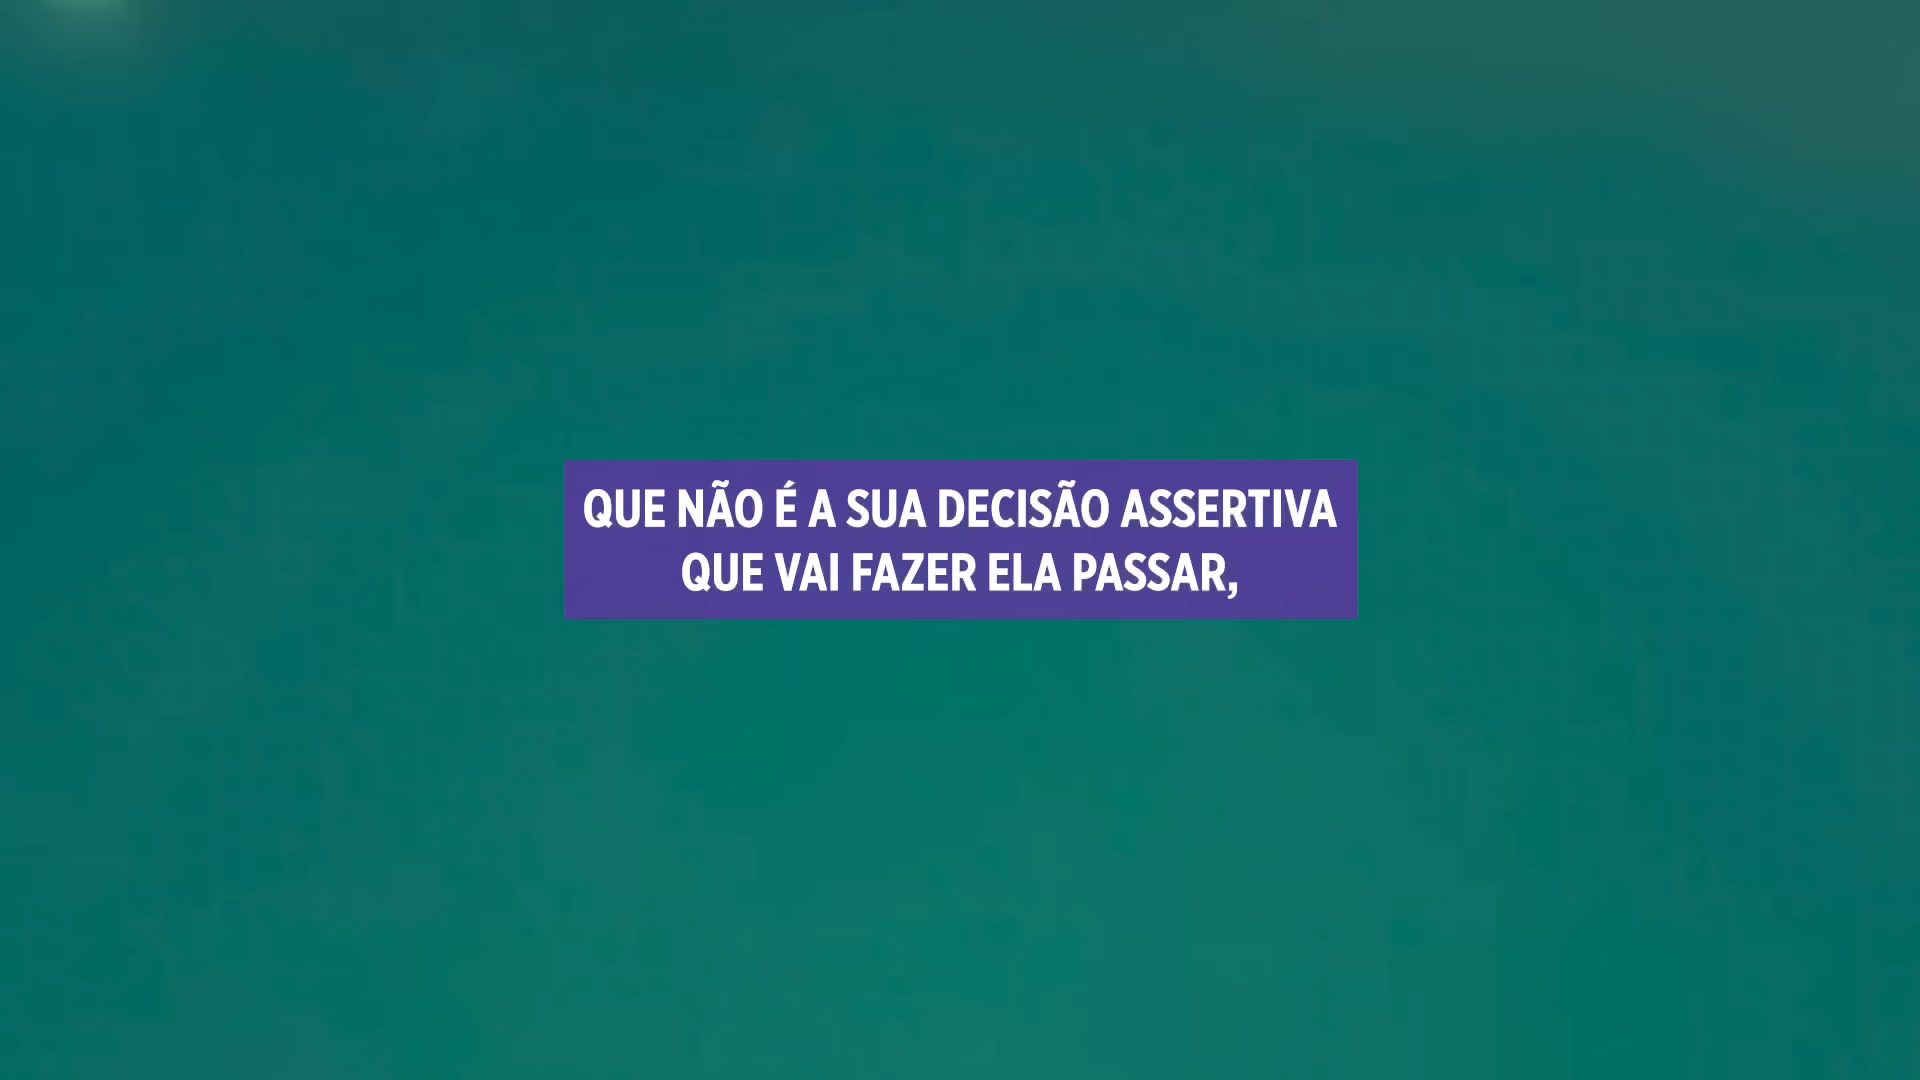 QUE NÃO É A SUA DECISÃO ASSERTIVA
QUE VAI FAZER ELA PASSAR,